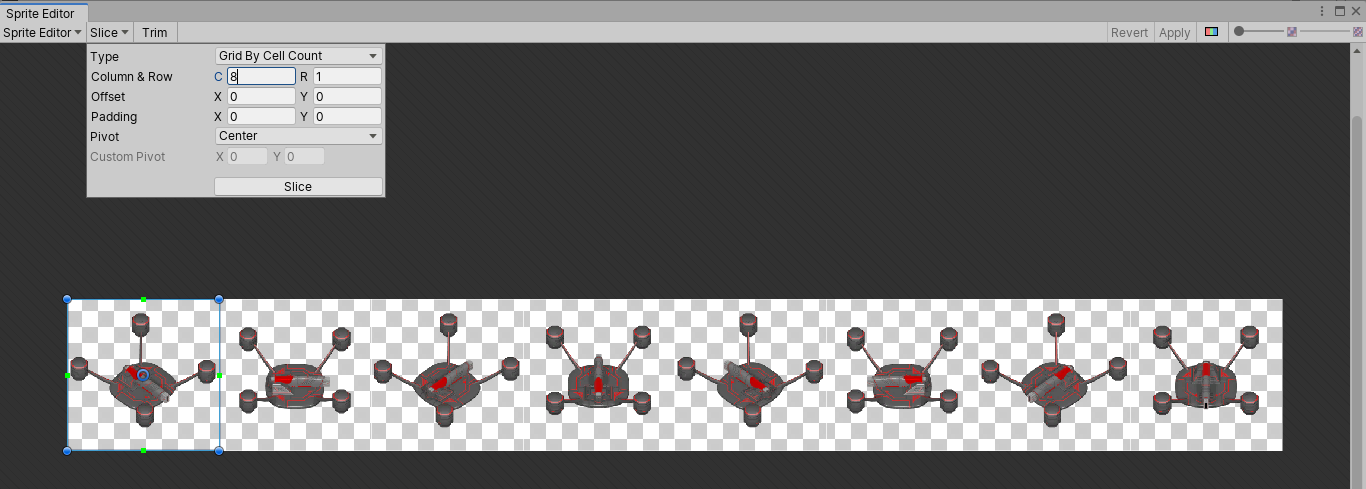 Sprite Editor
Sprite Editor Slice Trim Revert Apply
Type Grid By Cell Count
Column & Row C 8 R 1
Offset X 0 Y 0
Padding X 0 Y 0
Pivot Center
Custom Pivot X 0 Y 0
Slice